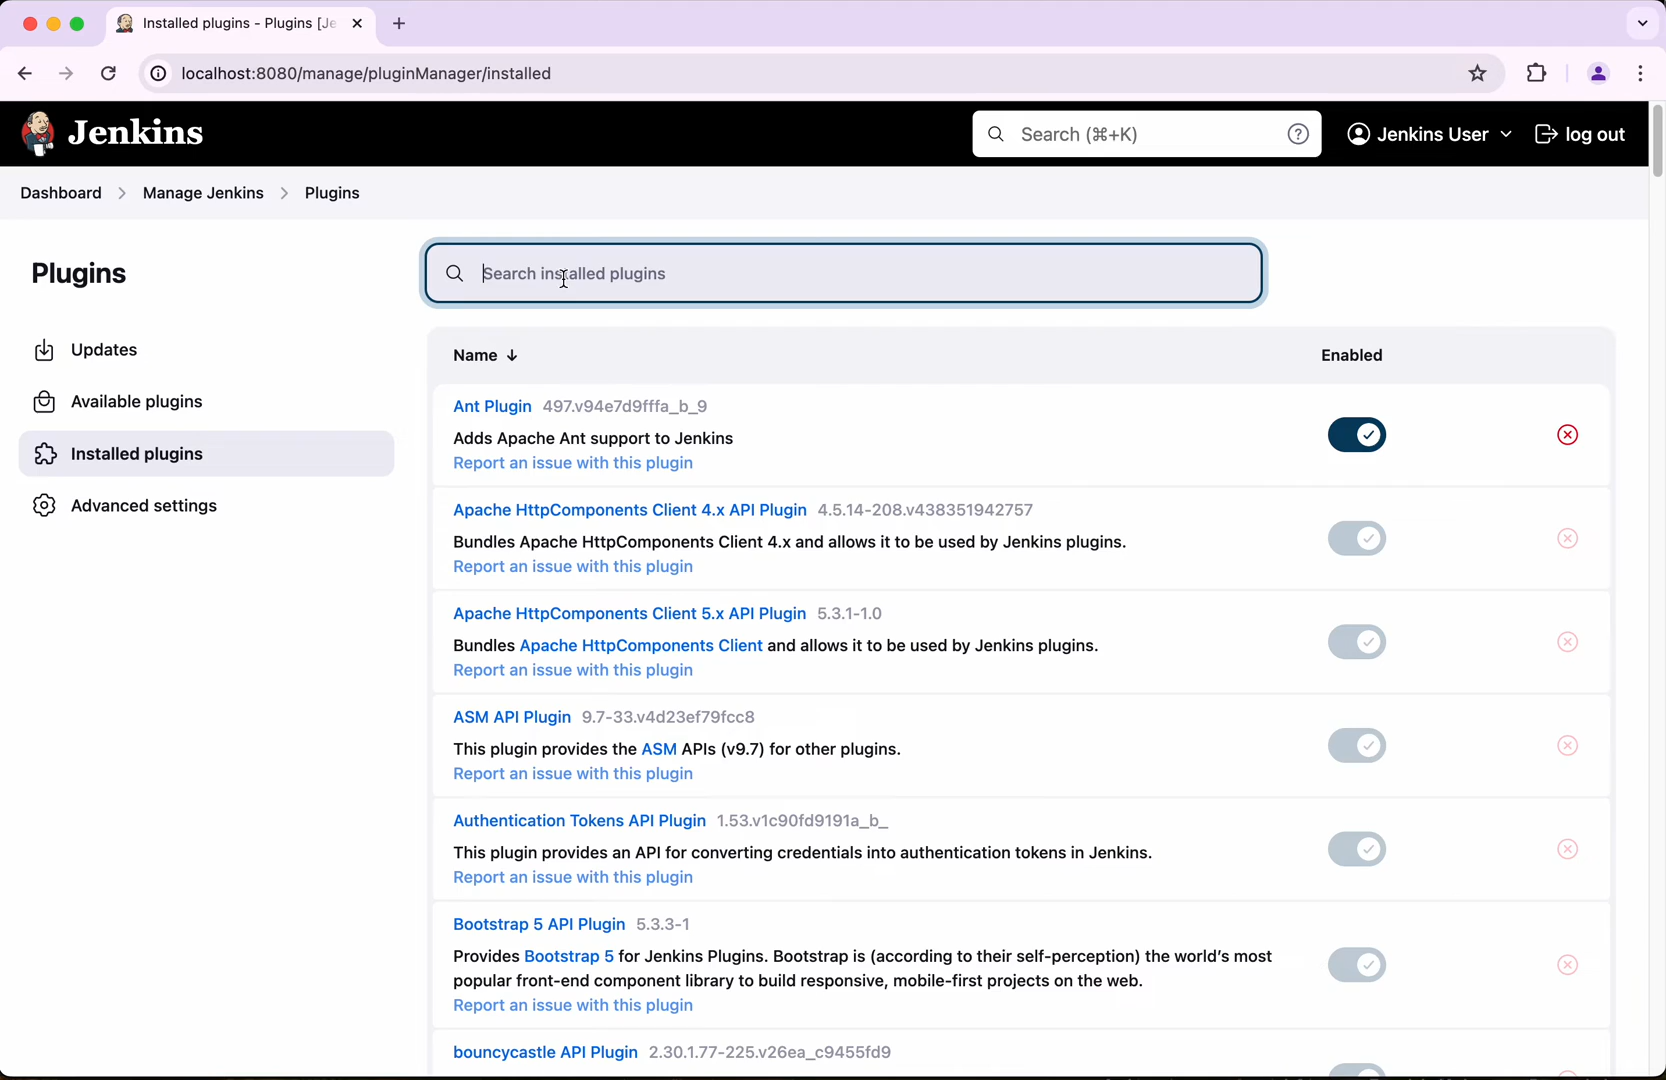 Installed plugins - Plugins [Je
localhost:8080/manage/pluginManager/installed
Jenkins
Search (⌘+K)
Jenkins User
log out
Dashboard
Manage Jenkins
Plugins
Plugins
Search installed plugins
Updates
Available plugins
Installed plugins
Advanced settings
Name ↓
Enabled
Ant Plugin 497.v94e7d9fffa_b_9
Adds Apache Ant support to Jenkins
Report an issue with this plugin
Apache HttpComponents Client 4.x API Plugin 4.5.14-208.v438351942757
Bundles Apache HttpComponents Client 4.x and allows it to be used by Jenkins plugins.
Report an issue with this plugin
Apache HttpComponents Client 5.x API Plugin 5.3.1-1.0
Bundles Apache HttpComponents Client and allows it to be used by Jenkins plugins.
Report an issue with this plugin
ASM API Plugin 9.7-33.v4d23ef79fcc8
This plugin provides the ASM APIs (v9.7) for other plugins.
Report an issue with this plugin
Authentication Tokens API Plugin 1.53.v1c90fd9191a_b_
This plugin provides an API for converting credentials into authentication tokens in Jenkins.
Report an issue with this plugin
Bootstrap 5 API Plugin 5.3.3-1
Provides Bootstrap 5 for Jenkins Plugins. Bootstrap is (according to their self-perception) the world's most
popular front-end component library to build responsive, mobile-first projects on the web.
Report an issue with this plugin
bouncycastle API Plugin 2.30.1.77-225.v26ea_c9455fd9